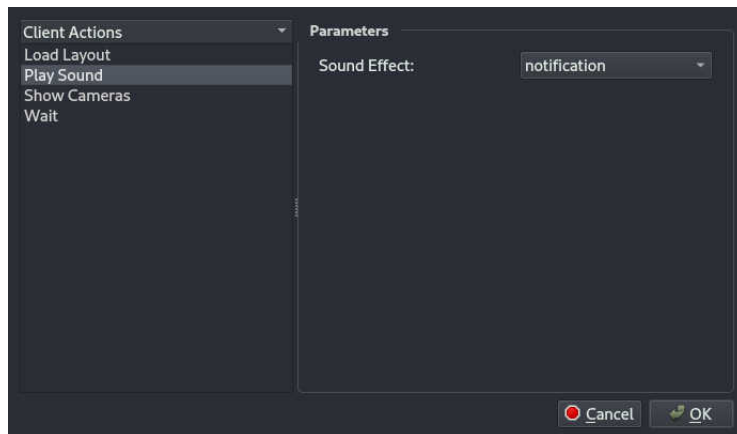 Client Actions
Load Layout
Play Sound
Show Cameras
Wait
Parameters
Sound Effect: notification
Cancel OK